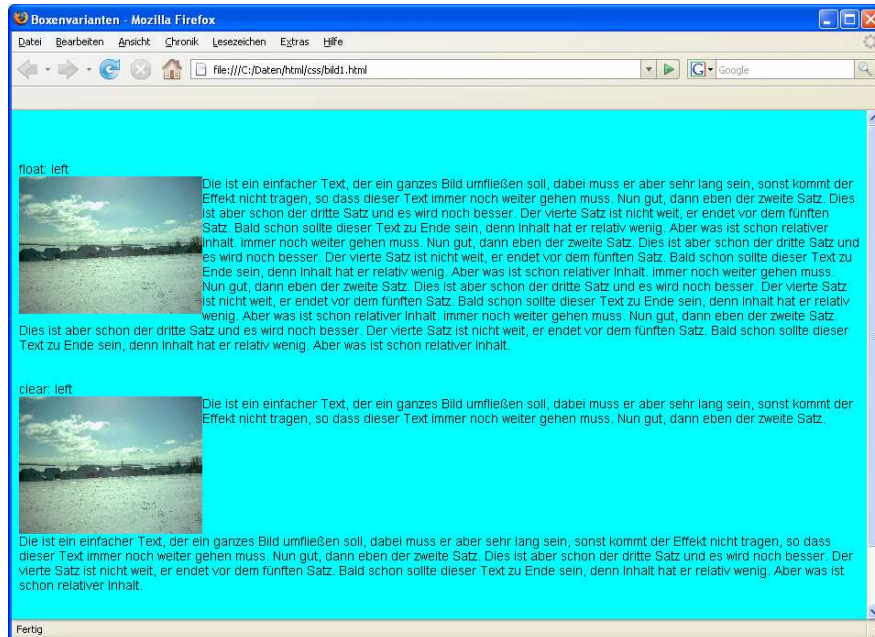 Boxenvarianten - Mozilla Firefox
Datei Bearbeiten Ansicht Chronik Lesezeichen Extras Hilfe
file:///C:/Daten/html/css/bild1.html
G Google
float: left
Die ist ein einfacher Text, der ein ganzes Bild umfließen soll, dabei muss er aber sehr lang sein, sonst kommt der
Effekt nicht tragen, so dass dieser Text immer noch weiter gehen muss. Nun gut, dann eben der zweite Satz. Dies
ist aber schon der dritte Satz und es wird noch besser. Der vierte Satz ist nicht weit, er endet vor dem fünften
Satz. Bald schon sollte dieser Text zu Ende sein, denn Inhalt hat er relativ wenig. Aber was ist schon relativer
Inhalt. immer noch weiter gehen muss. Nun gut, dann eben der zweite Satz. Dies ist aber schon der dritte Satz und
es wird noch besser. Der vierte Satz ist nicht weit, er endet vor dem fünften Satz. Bald schon sollte dieser Text zu
Ende sein, denn Inhalt hat er relativ wenig. Aber was ist schon relativer Inhalt. immer noch weiter gehen muss.
Nun gut, dann eben der zweite Satz. Dies ist aber schon der dritte Satz und es wird noch besser. Der vierte Satz
ist nicht weit, er endet vor dem fünften Satz. Bald schon sollte dieser Text zu Ende sein, denn Inhalt hat er relativ
wenig. Aber was ist schon relativer Inhalt. immer noch weiter gehen muss. Nun gut, dann eben der zweite Satz.
Dies ist aber schon der dritte Satz und es wird noch besser. Der vierte Satz ist nicht weit, er endet vor dem fünften Satz. Bald schon sollte dieser
Text zu Ende sein, denn Inhalt hat er relativ wenig. Aber was ist schon relativer Inhalt.
clear: left
Die ist ein einfacher Text, der ein ganzes Bild umfließen soll, dabei muss er aber sehr lang sein, sonst kommt der
Effekt nicht tragen, so dass dieser Text immer noch weiter gehen muss. Nun gut, dann eben der zweite Satz.
Die ist ein einfacher Text, der ein ganzes Bild umfließen soll, dabei muss er aber sehr lang sein, sonst kommt der Effekt nicht tragen, so dass
dieser Text immer noch weiter gehen muss. Nun gut, dann eben der zweite Satz. Dies ist aber schon der dritte Satz und es wird noch besser. Der
vierte Satz ist nicht weit, er endet vor dem fünften Satz. Bald schon sollte dieser Text zu Ende sein, denn Inhalt hat er relativ wenig. Aber was ist
schon relativer Inhalt.
Fertig